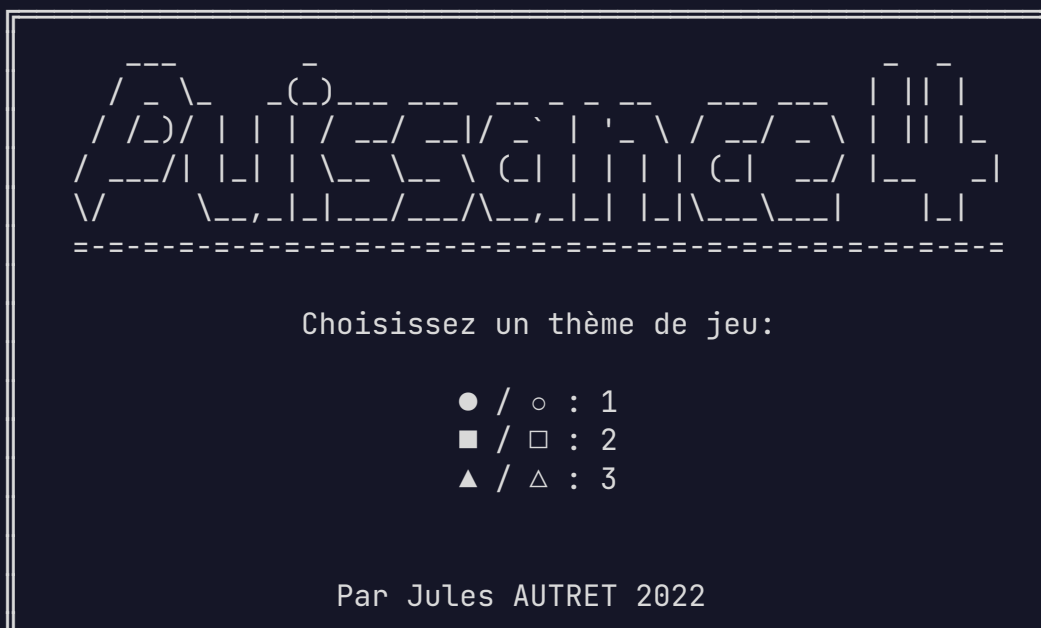 Puissance 4
=-=-=-=-=-=-=-=-=-=-=-=-=-=-=-=-=-=-=-=-=-=-=-=-=-=-=
Choisissez un thème de jeu:
● / ○ : 1
■ / □ : 2
▲ / △ : 3
Par Jules AUTRET 2022